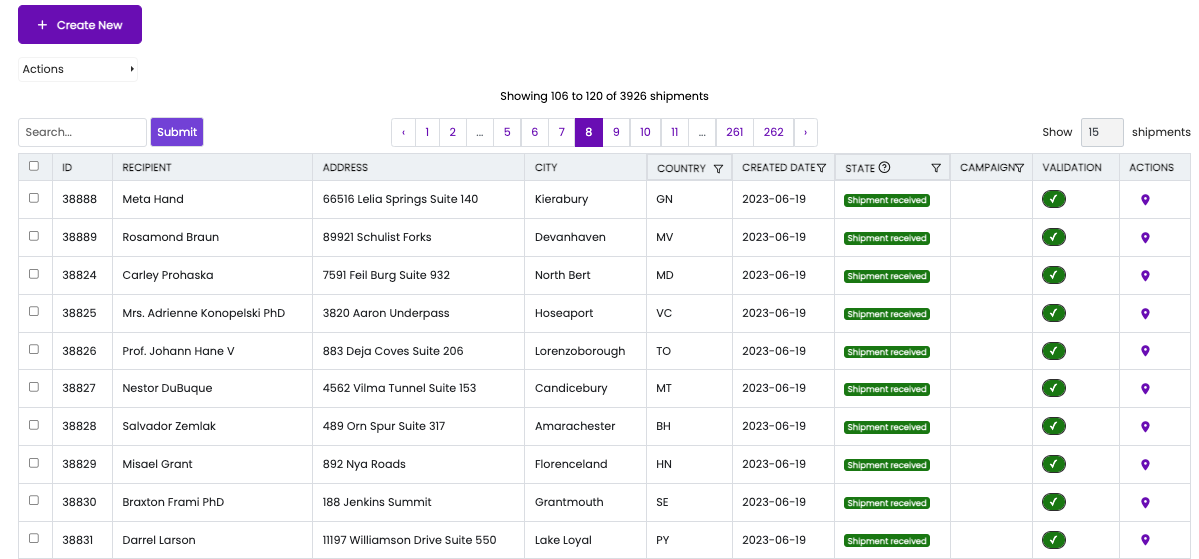 + Create New
Actions
Showing 106 to 120 of 3926 shipments
Search... Submit ‹ 1 2 ... 5 6 7 8 9 10 11 ... 261 262 › Show 15 shipments
ID RECIPIENT ADDRESS CITY COUNTRY CREATED DATE STATE CAMPAIGN VALIDATION ACTIONS
38888 Meta Hand 66516 Lelia Springs Suite 140 Kierabury GN 2023-06-19 Shipment received
38889 Rosamond Braun 89921 Schulist Forks Devanhaven MV 2023-06-19 Shipment received
38824 Carley Prohaska 7591 Feil Burg Suite 932 North Bert MD 2023-06-19 Shipment received
38825 Mrs. Adrienne Konopelski PhD 3820 Aaron Underpass Hoseaport VC 2023-06-19 Shipment received
38826 Prof. Johann Hane V 883 Deja Coves Suite 206 Lorenzoborough TO 2023-06-19 Shipment received
38827 Nestor DuBuque 4562 Vilma Tunnel Suite 153 Candicebury MT 2023-06-19 Shipment received
38828 Salvador Zemlak 489 Orn Spur Suite 317 Amarachester BH 2023-06-19 Shipment received
38829 Misael Grant 892 Nya Roads Florenceland HN 2023-06-19 Shipment received
38830 Braxton Frami PhD 188 Jenkins Summit Grantmouth SE 2023-06-19 Shipment received
38831 Darrel Larson 11197 Williamson Drive Suite 550 Lake Loyal PY 2023-06-19 Shipment received